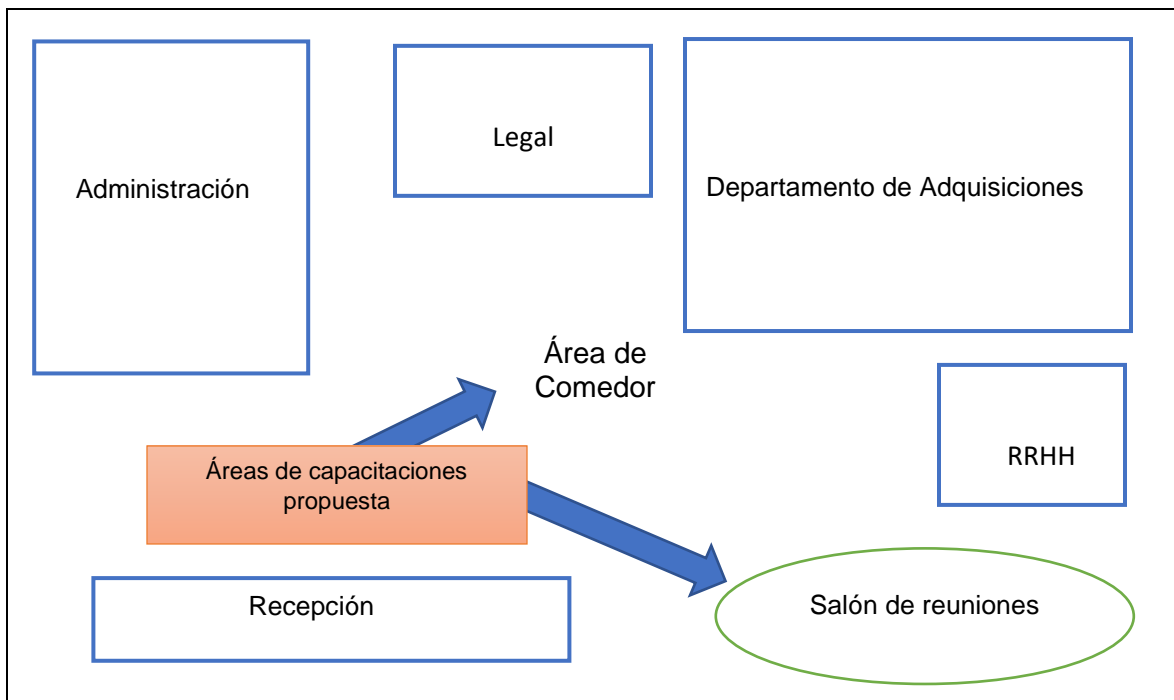 Legal
Administración
Departamento de Adquisiciones
Área de
Comedor
RRHH
Áreas de capacitaciones
propuesta
Recepción
Salón de reuniones